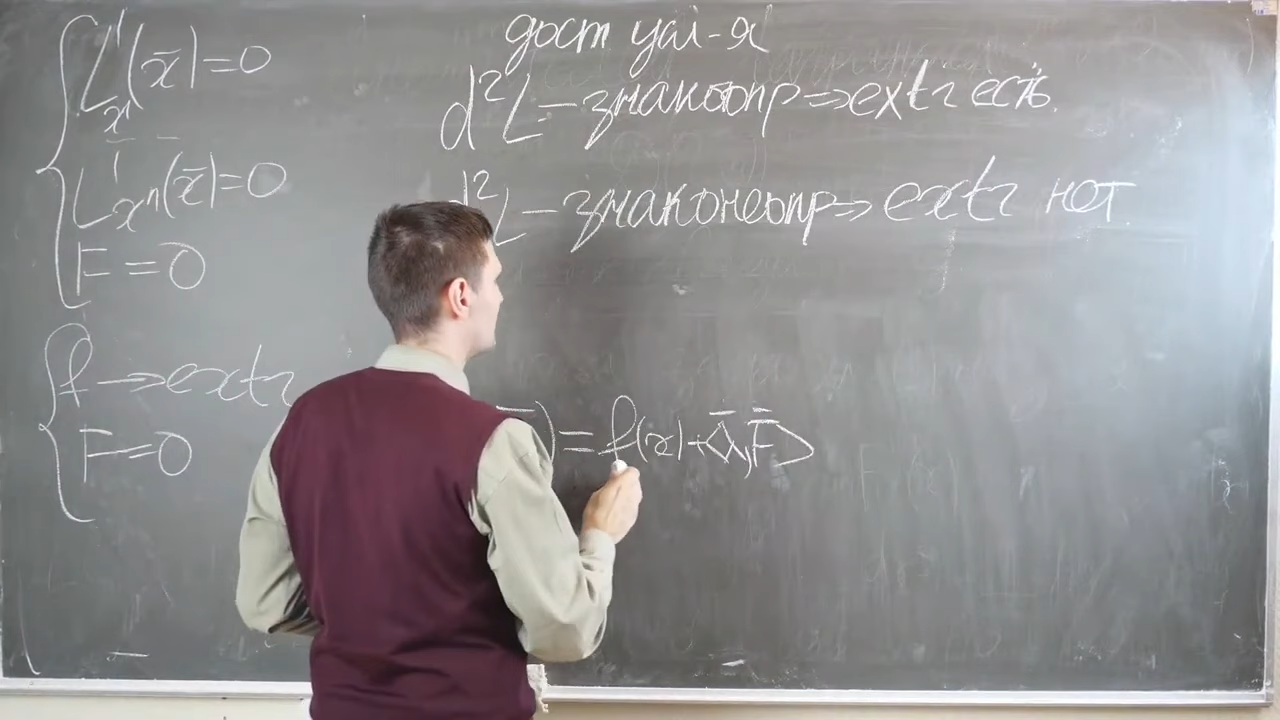 L'x¹(x̄)=0
L'xⁿ(x̄)=0
F=0
f→extr
F=0
дост усл-я
d²L–знакоопр⇒extr есть.
d²L–знаконеопр⇒extr нет.
)=f(x)+<λ̄,F̄>